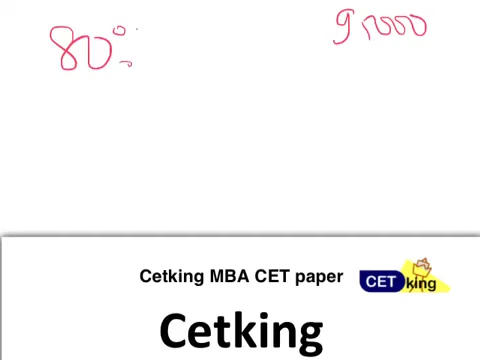 80%
91000
Cetking MBA CET paper
CET king
Cetking